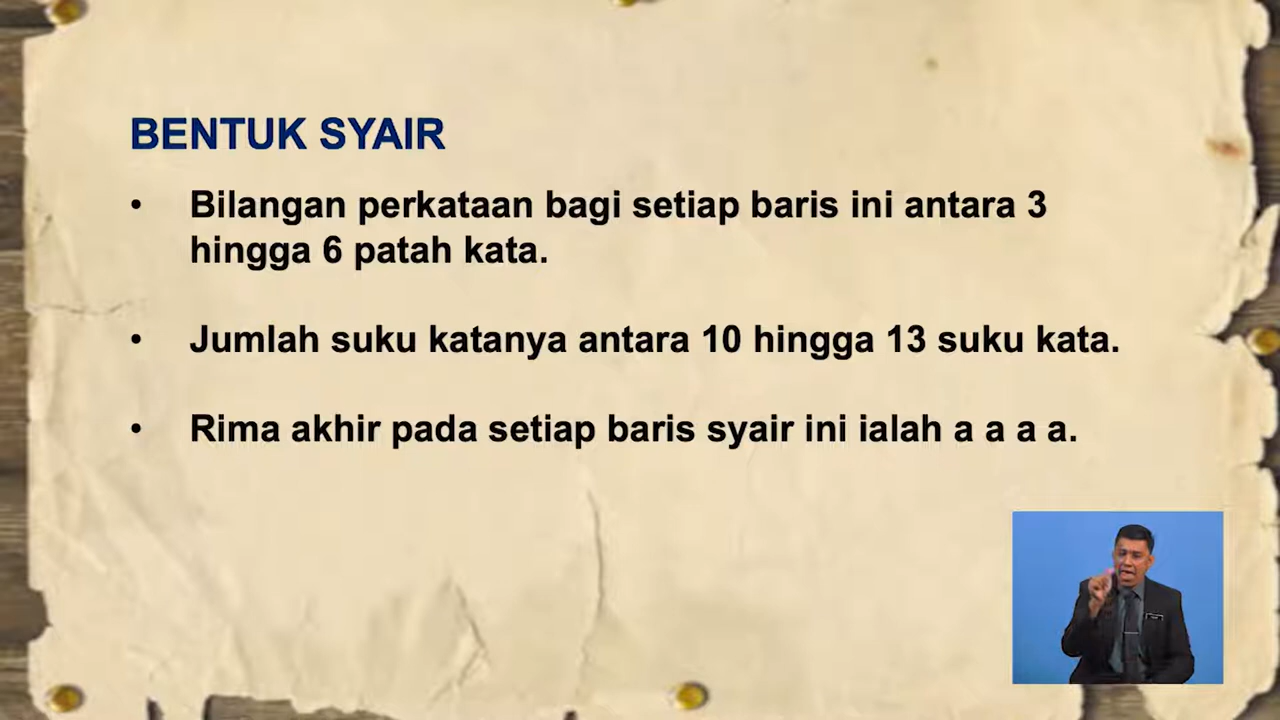 BENTUK SYAIR
• Bilangan perkataan bagi setiap baris ini antara 3
hingga 6 patah kata.
• Jumlah suku katanya antara 10 hingga 13 suku kata.
• Rima akhir pada setiap baris syair ini ialah a a a a.